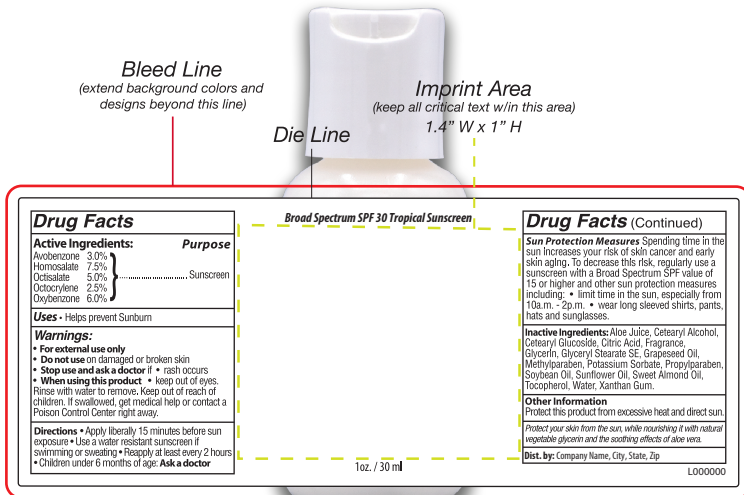 Bleed Line
(extend background colors and
designs beyond this line)
Imprint Area
(keep all critical text w/in this area)
1.4” W x 1” H
Die Line
Drug Facts
Active Ingredients: Purpose
Avobenzone 3.0%
Homosalate 7.5%
Octisalate 5.0% ........................ Sunscreen
Octocrylene 2.5%
Oxybenzone 6.0%
Uses • Helps prevent Sunburn
Warnings:
• For external use only
• Do not use on damaged or broken skin
• Stop use and ask a doctor if • rash occurs
• When using this product • keep out of eyes.
Rinse with water to remove. Keep out of reach of
children. If swallowed, get medical help or contact a
Poison Control Center right away.
Directions • Apply liberally 15 minutes before sun
exposure • Use a water resistant sunscreen if
swimming or sweating • Reapply at least every 2 hours
• Children under 6 months of age: Ask a doctor
Broad Spectrum SPF 30 Tropical Sunscreen
1oz. / 30 ml
Drug Facts (Continued)
Sun Protection Measures Spending time in the
sun increases your risk of skin cancer and early
skin aging. To decrease this risk, regularly use a
sunscreen with a Broad Spectrum SPF value of
15 or higher and other sun protection measures
including: • limit time in the sun, especially from
10a.m. - 2p.m. • wear long sleeved shirts, pants,
hats and sunglasses.
Inactive Ingredients: Aloe Juice, Cetearyl Alcohol,
Cetearyl Glucoside, Citric Acid, Fragrance,
Glycerin, Glyceryl Stearate SE, Grapeseed Oil,
Methylparaben, Potassium Sorbate, Propylparaben,
Soybean Oil, Sunflower Oil, Sweet Almond Oil,
Tocopherol, Water, Xanthan Gum.
Other Information
Protect this product from excessive heat and direct sun.
Protect your skin from the sun, while nourishing it with natural
vegetable glycerin and the soothing effects of aloe vera.
Dist. by: Company Name, City, State, Zip
L000000